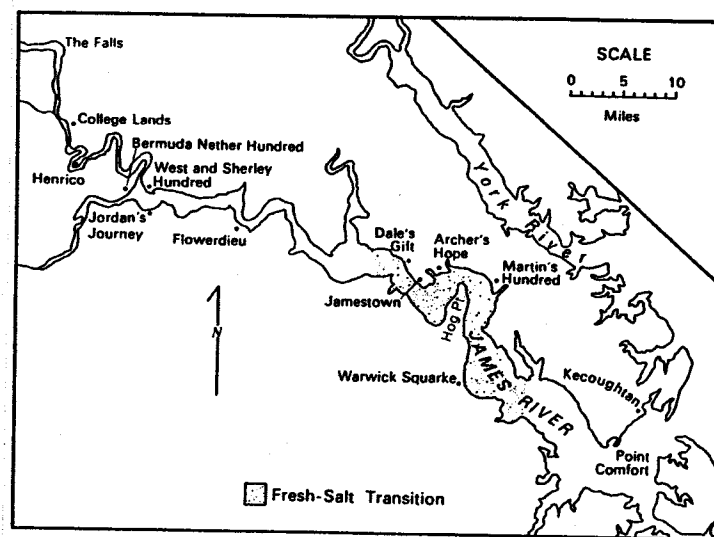 The Falls
SCALE
0 5 10
Miles
College Lands
Bermuda Nether Hundred
Henrico
West and Sherley
Hundred
Jordan's
Journey
Flowerdieu
York River
Dale's
Gift
Archer's
Hope
Martin's
Hundred
Jamestown
Hog Pt
N
JAMES RIVER
Warwick Squarke
Kecoughtan
Point
Comfort
Fresh-Salt Transition